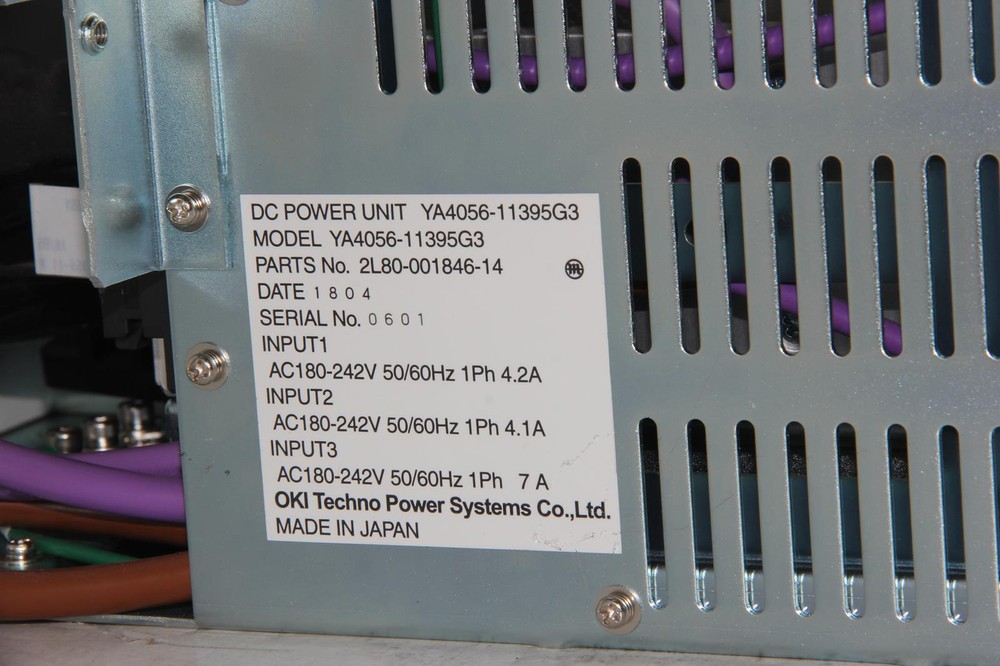 DC POWER UNIT YA4056-11395G3
MODEL YA4056-11395G3
PARTS No. 2L80-001846-14
DATE 1804
SERIAL No. 0601
INPUT1
AC180-242V 50/60Hz 1Ph 4.2A
INPUT2
AC180-242V 50/60Hz 1Ph 4.1A
INPUT3
AC180-242V 50/60Hz 1Ph 7 A
OKI Techno Power Systems Co.,Ltd.
MADE IN JAPAN